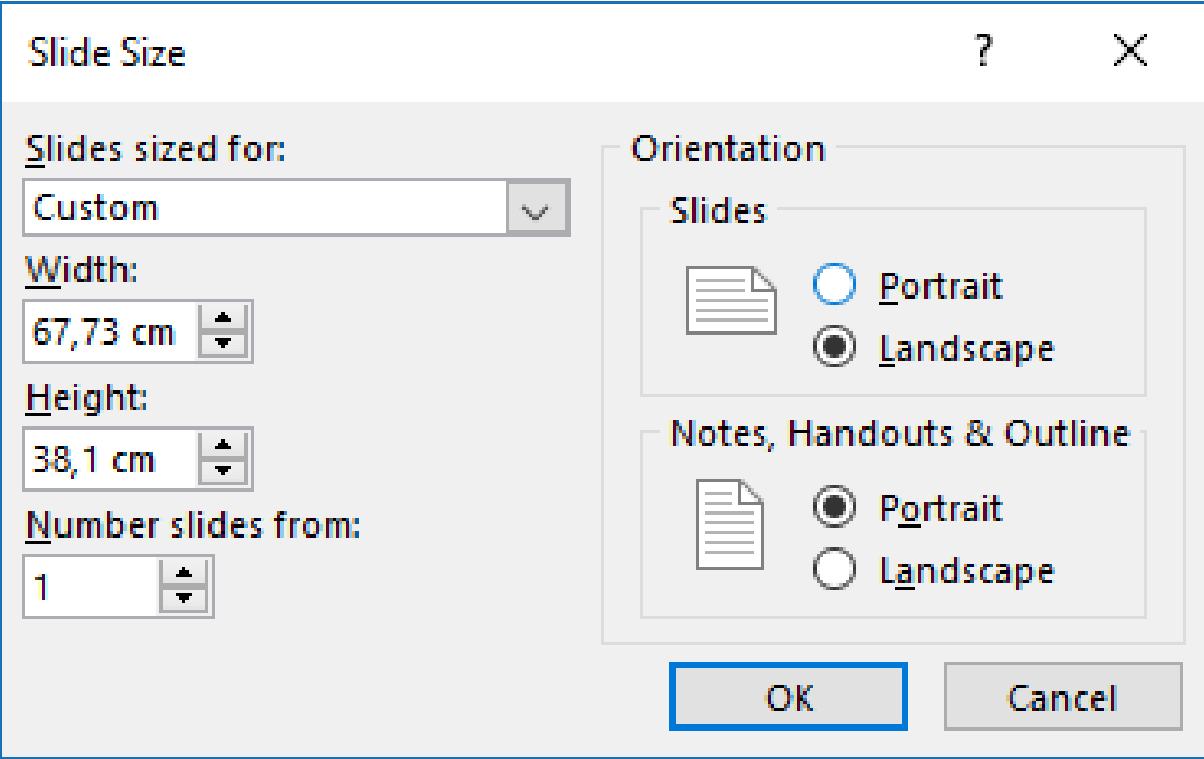 Slide Size
Slides sized for:
Custom
Width:
67,73 cm
Height:
38,1 cm
Number slides from:
1
Orientation
Slides
Portrait
Landscape
Notes, Handouts & Outline
Portrait
Landscape
OK
Cancel